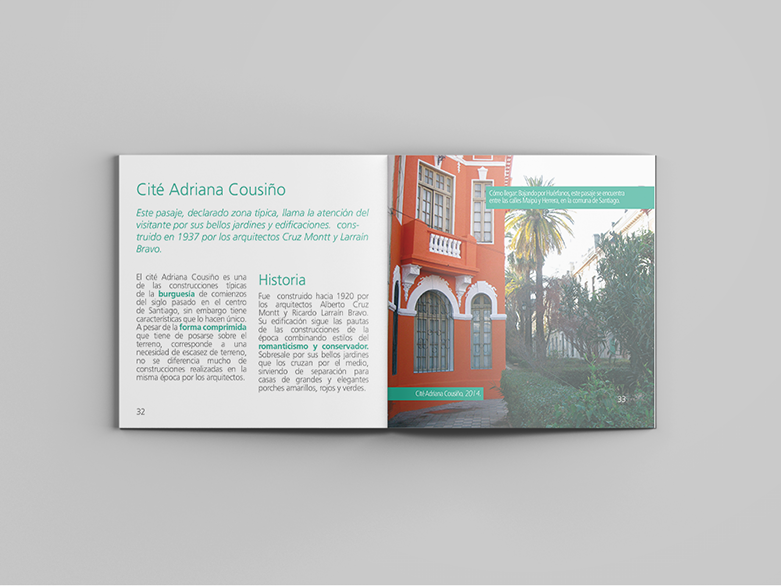 Cité Adriana Cousiño
Este pasaje, declarado zona típica, llama la atención del
visitante por sus bellos jardines y edificaciones. cons-
truido en 1937 por los arquitectos Cruz Montt y Larrain
Bravo.
El cité Adriana Cousiño es una
de las construcciones típicas
de la burguesía de comienzos
del siglo pasado en el centro
de Santiago, sin embargo tiene
características que lo hacen único.
A pesar de la forma comprimida
que tiene de posarse sobre el
terreno, corresponde a una
necesidad de escasez de terreno,
no se diferencia mucho de
construcciones realizadas en la
misma época por los arquitectos.
32
Historia
Fue construido hacia 1920 por
los arquitectos Alberto Cruz
Montt y Ricardo Larraín Bravo.
Su edificación sigue las pautas
de las construcciones de la
época combinando estilos del
romanticismo y conservador.
Sobresale por sus bellos jardines
que los cruzan por el medio,
sirviendo de separación para
casas de grandes y elegantes
porches amarillos, rojos y verdes.
Cómo llegar: Bajando por Huérfanos, este pasaje se encuentra
entre las calles Maipú y Herrera, en la comuna de Santiago.
Cité Adriana Cousiño, 2014.
33